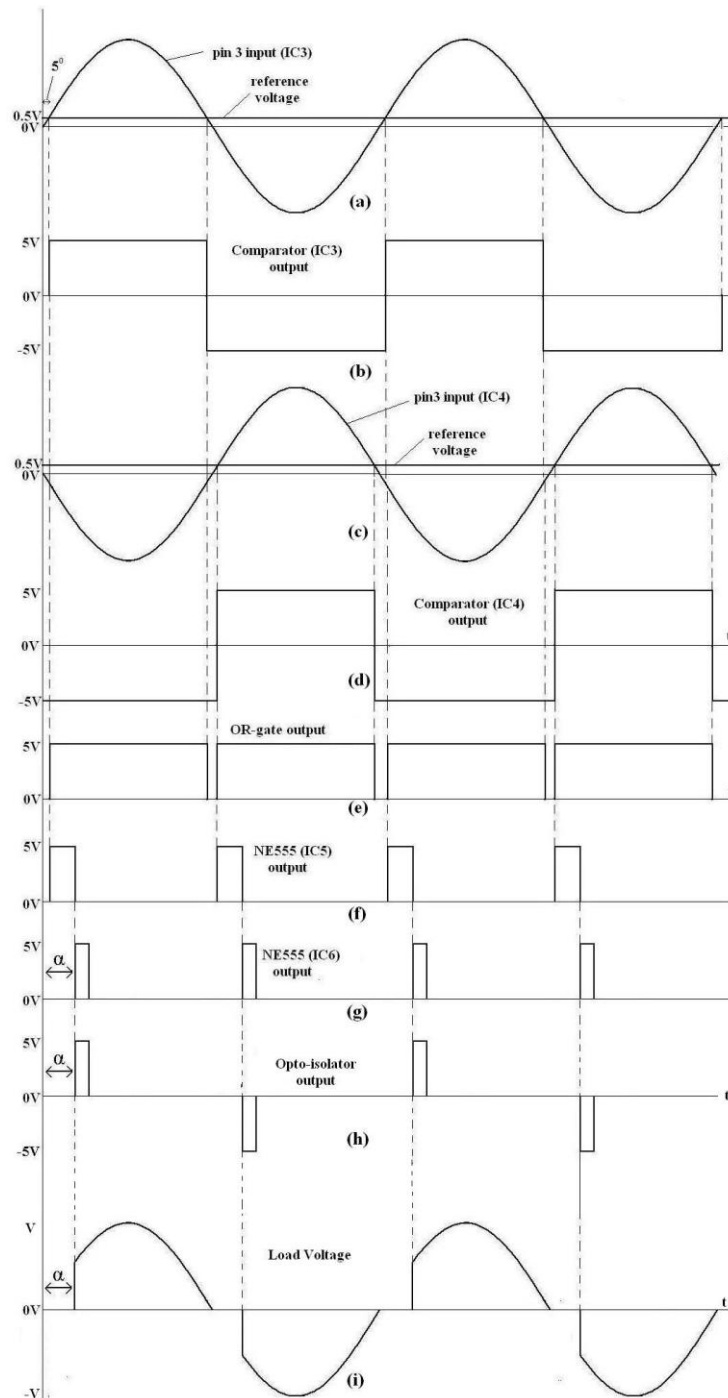 pin 3 input (IC3)
5⁰
reference
voltage
0.5V
0V
(a)
5V
Comparator (IC3)
output
0V
-5V
(b)
pin3 input (IC4)
reference
voltage
0.5V
0V
(c)
5V
Comparator (IC4)
output
0V
-5V
(d)
OR-gate output
5V
0V
(e)
5V
NE555 (IC5)
output
0V
(f)
5V
NE555 (IC6)
output
α
0V
(g)
5V
α
Opto-isolator
output
0V
t
-5V
(h)
V
Load Voltage
α
0V
t
-V
(i)